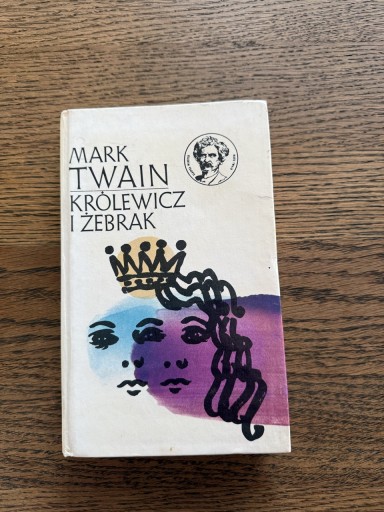 MARK
TWAIN
KRÓLEWICZ
I ŻEBRAK